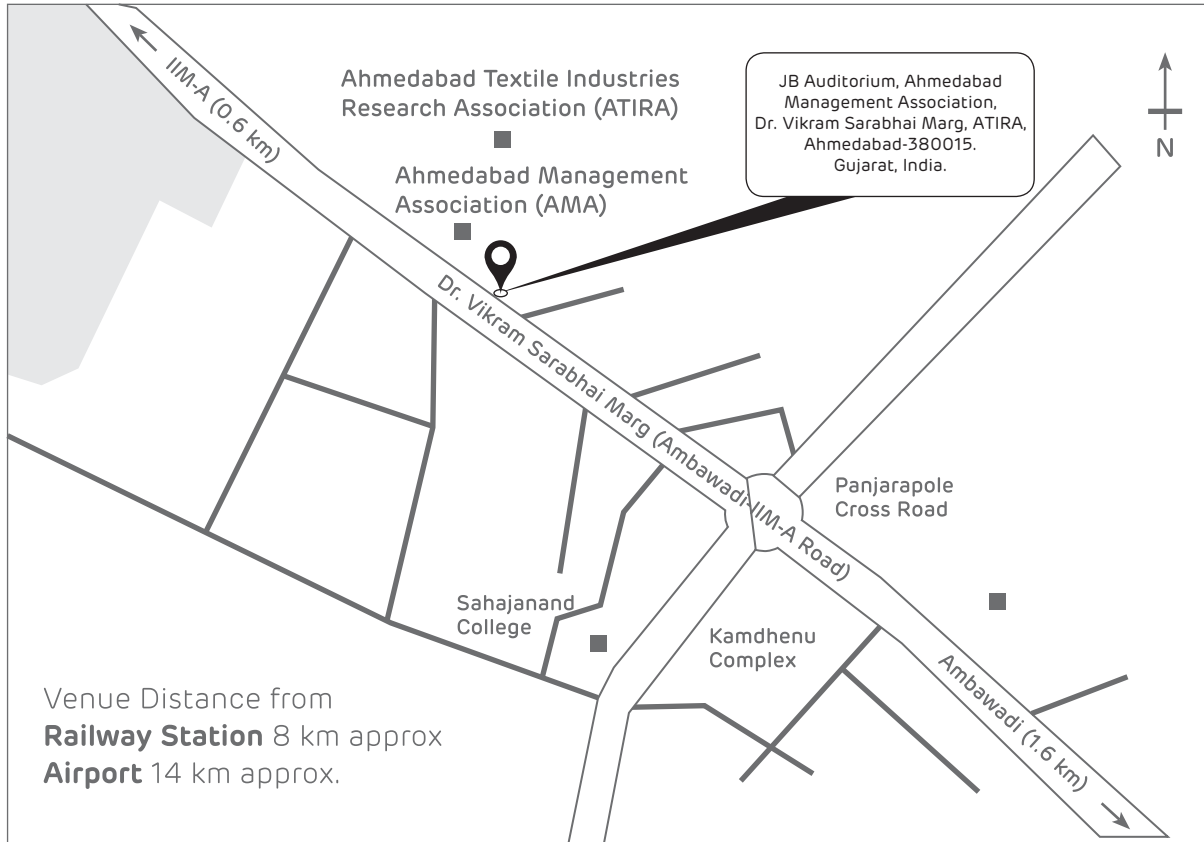 IIM-A (0.6 km)
Ahmedabad Textile Industries
Research Association (ATIRA)
JB Auditorium, Ahmedabad
Management Association,
Dr. Vikram Sarabhai Marg, ATIRA,
Ahmedabad-380015.
Gujarat, India.
N
Ahmedabad Management
Association (AMA)
Dr. Vikram Sarabhai Marg (Ambawadi-IIM-A Road)
Panjarapole
Cross Road
Sahajanand
College
Kamdhenu
Complex
Ambawadi (1.6 km)
Venue Distance from
Railway Station 8 km approx
Airport 14 km approx.